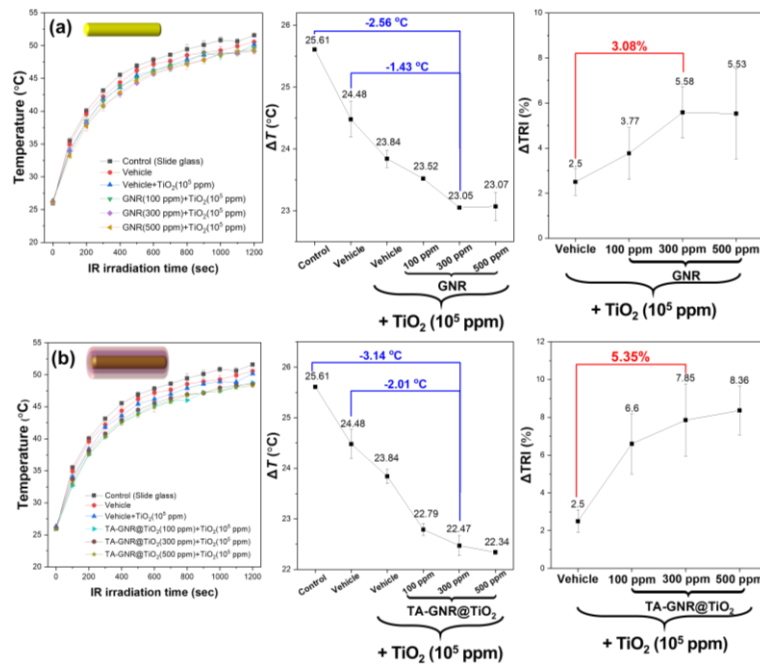 (a)
Temperature (°C)
55
50
45
40
35
30
25
20
0 200 400 600 800 1000 1200
IR irradiation time (sec)
Control (Slide glass)
Vehicle
Vehicle+TiO₂(10⁵ ppm)
GNR(100 ppm)+TiO₂(10⁵ ppm)
GNR(300 ppm)+TiO₂(10⁵ ppm)
GNR(500 ppm)+TiO₂(10⁵ ppm)
ΔT (°C)
26
25
24
23
-2.56 °C
-1.43 °C
25.61
24.48
23.84
23.52
23.05
23.07
Control Vehicle Vehicle 100 ppm 300 ppm 500 ppm
GNR
+ TiO₂ (10⁵ ppm)
ΔTRI (%)
10
8
6
4
2
0
3.08%
2.5
3.77
5.58
5.53
Vehicle 100 ppm 300 ppm 500 ppm
GNR
+ TiO₂ (10⁵ ppm)
(b)
Temperature (°C)
55
50
45
40
35
30
25
20
0 200 400 600 800 1000 1200
IR irradiation time (sec)
Control (Slide glass)
Vehicle
Vehicle+TiO₂(10⁵ ppm)
TA-GNR@TiO₂(100 ppm)+TiO₂(10⁵ ppm)
TA-GNR@TiO₂(300 ppm)+TiO₂(10⁵ ppm)
TA-GNR@TiO₂(500 ppm)+TiO₂(10⁵ ppm)
ΔT (°C)
27
26
25
24
23
22
-3.14 °C
-2.01 °C
25.61
24.48
23.84
22.79
22.47
22.34
Control Vehicle Vehicle 100 ppm 300 ppm 500 ppm
TA-GNR@TiO₂
+ TiO₂ (10⁵ ppm)
ΔTRI (%)
12
10
8
6
4
2
0
5.35%
2.5
6.6
7.85
8.36
Vehicle 100 ppm 300 ppm 500 ppm
TA-GNR@TiO₂
+ TiO₂ (10⁵ ppm)